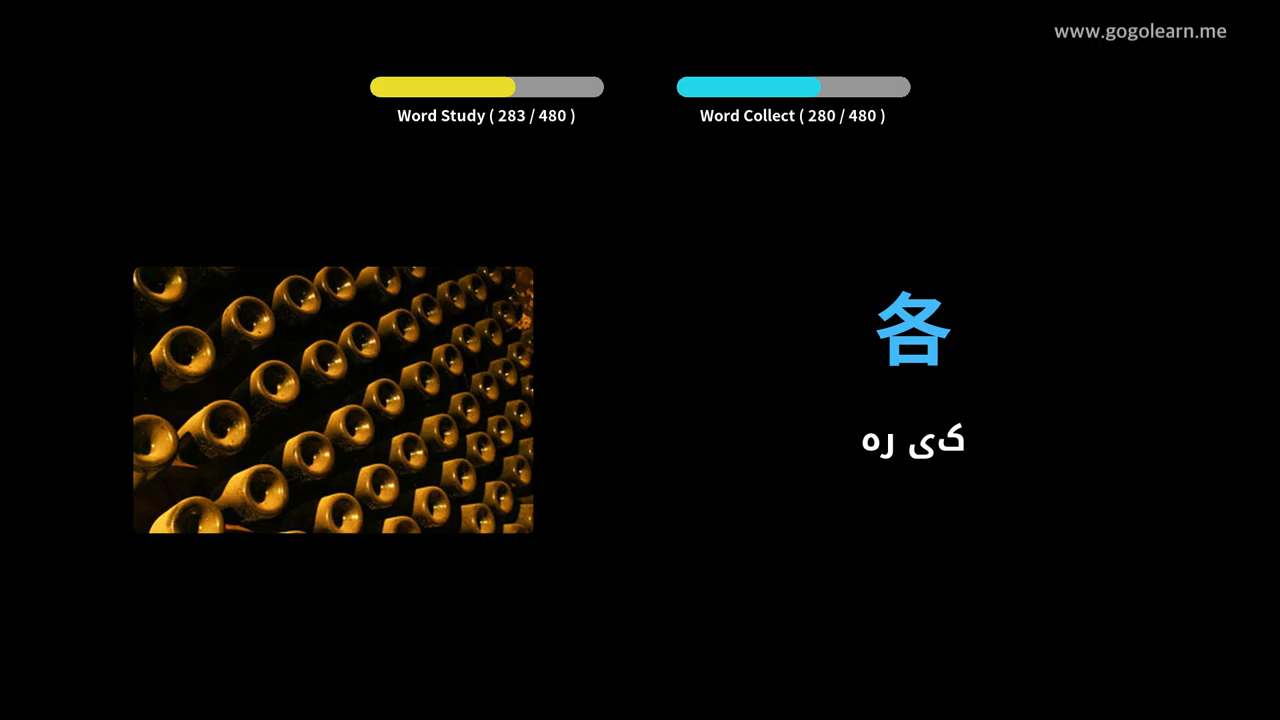 www.gogolearn.me
Word Study ( 283 / 480 )
Word Collect ( 280 / 480 )
各
کی ره